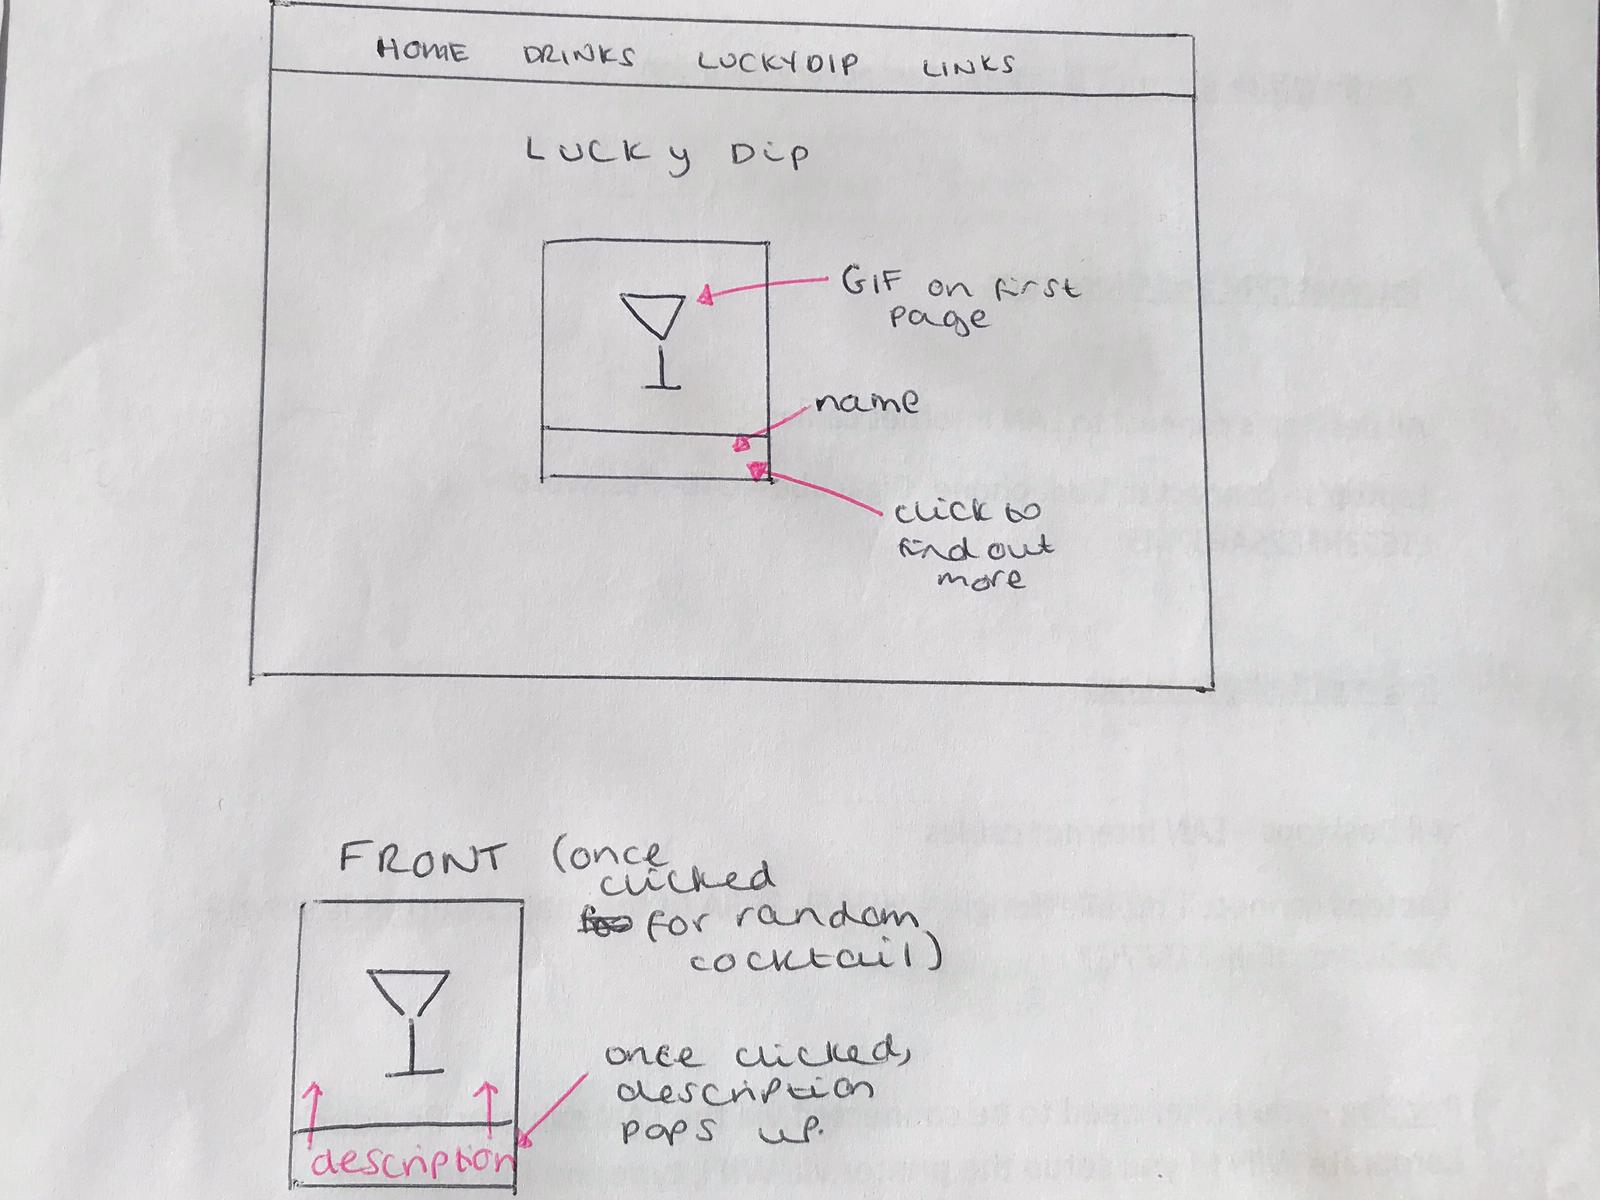 HOME DRINKS LUCKYDIP LINKS
LUCKY DIP
GIF on first
page
name
click to
find out
more
FRONT (once
clicked
for random
cocktail)
once clicked,
description
pops up.
description